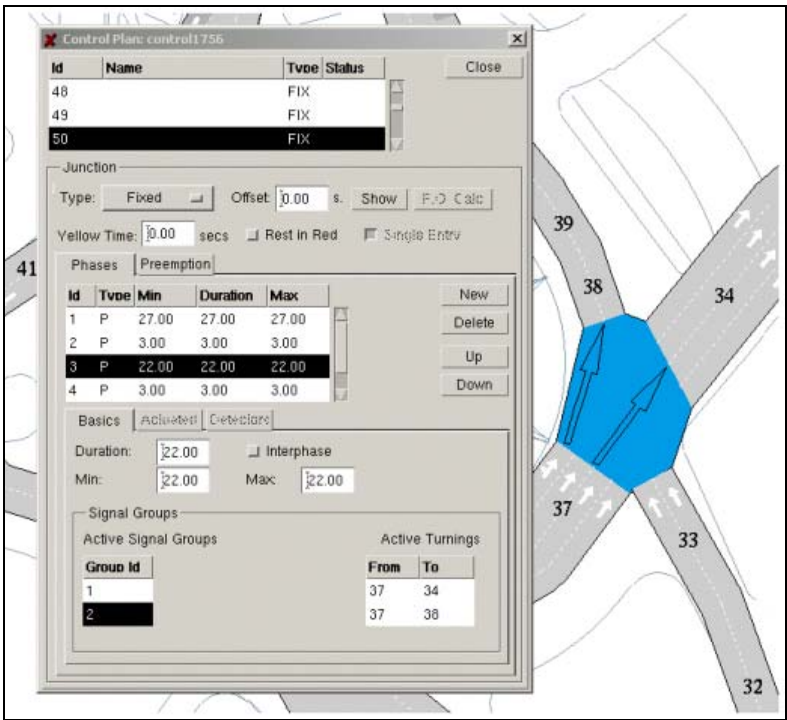 Control Plan: control1756
Id Name Type Status
Close
48 FIX
49 FIX
50 FIX
Junction
Type: Fixed Offset: 0.00 s. Show F.O Calc
Yellow Time: 0.00 secs Rest in Red Single Entry
Phases Preemption
Id Type Min Duration Max
1 P 27.00 27.00 27.00
2 P 3.00 3.00 3.00
3 P 22.00 22.00 22.00
4 P 3.00 3.00 3.00
New
Delete
Up
Down
Basics Actuated Detectors
Duration: 22.00 Interphase
Min: 22.00 Max: 22.00
Signal Groups
Active Signal Groups Active Turnings
Group Id From To
1 37 34
2 37 38
41
39
38
34
37
33
32